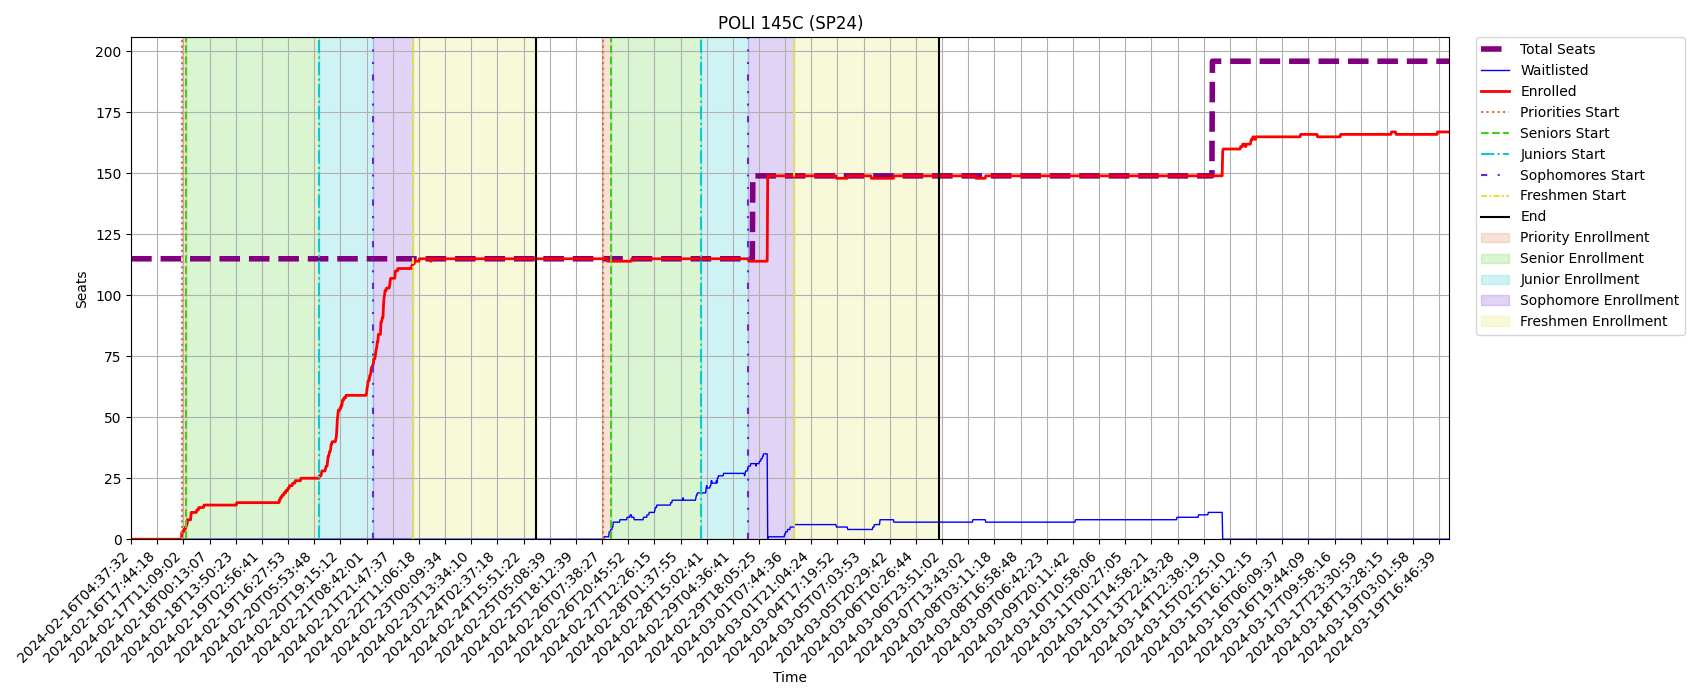 POLI 145C (SP24)
200
175
150
125
100
75
50
25
0
Seats
2024-02-16T04:37:32
2024-02-16T17:44:18
2024-02-17T11:09:02
2024-02-18T00:13:07
2024-02-18T13:50:23
2024-02-19T02:56:41
2024-02-19T16:27:53
2024-02-20T05:53:48
2024-02-20T19:15:12
2024-02-21T08:42:01
2024-02-21T21:47:37
2024-02-22T11:06:18
2024-02-23T00:09:34
2024-02-23T13:34:10
2024-02-24T02:37:18
2024-02-24T15:51:22
2024-02-25T05:08:39
2024-02-25T18:12:39
2024-02-26T07:38:27
2024-02-26T20:45:52
2024-02-27T12:26:15
2024-02-28T01:37:55
2024-02-28T15:02:41
2024-02-29T04:36:41
2024-02-29T18:05:25
2024-03-01T07:44:36
2024-03-01T21:04:24
2024-03-04T17:19:52
2024-03-05T07:03:53
2024-03-05T20:29:42
2024-03-06T10:26:44
2024-03-06T23:51:02
2024-03-07T13:43:02
2024-03-08T03:11:18
2024-03-08T16:58:48
2024-03-09T06:42:23
2024-03-09T20:11:42
2024-03-10T10:58:06
2024-03-11T00:27:05
2024-03-11T14:58:21
2024-03-13T22:43:28
2024-03-14T12:38:19
2024-03-15T02:25:10
2024-03-15T16:12:15
2024-03-16T06:09:37
2024-03-16T19:44:09
2024-03-17T09:58:16
2024-03-17T23:30:59
2024-03-18T13:28:15
2024-03-19T03:01:58
2024-03-19T16:46:39
Time
Total Seats
Waitlisted
Enrolled
Priorities Start
Seniors Start
Juniors Start
Sophomores Start
Freshmen Start
End
Priority Enrollment
Senior Enrollment
Junior Enrollment
Sophomore Enrollment
Freshmen Enrollment